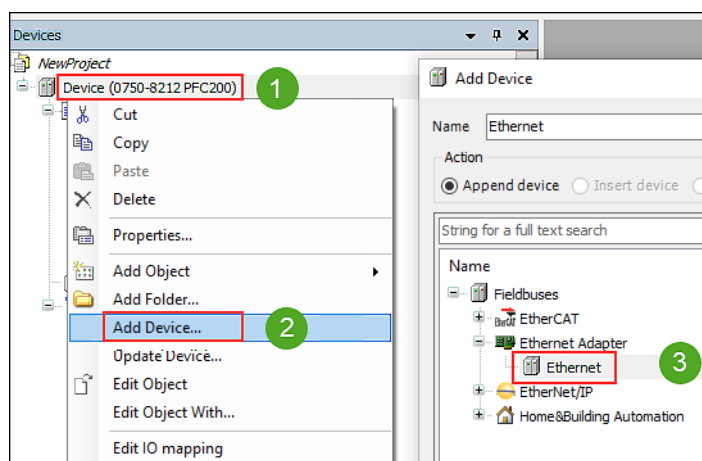 Devices
NewProject
Device (0750-8212 PFC200)
1
Cut
Copy
Paste
Delete
Properties...
Add Object
Add Folder...
Add Device...
2
Update Device...
Edit Object
Edit Object With...
Edit IO mapping
Add Device
Name Ethernet
Action
Append device Insert device
String for a full text search
Name
Fieldbuses
EtherCAT
Ethernet Adapter
Ethernet
3
EtherNet/IP
Home&Building Automation